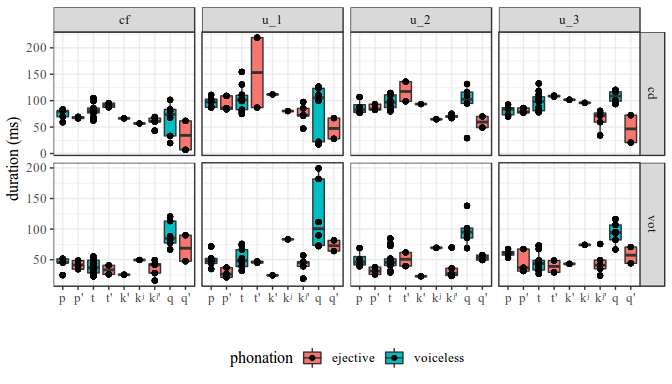 cf u_1 u_2 u_3
200
150
100
50
0
cd
duration (ms)
200
150
100
50
vot
p p' t t' k' kʲ kʲ' q q' p p' t t' k' kʲ kʲ' q q' p p' t t' k' kʲ kʲ' q q' p p' t t' k' kʲ kʲ' q q'
phonation ejective voiceless